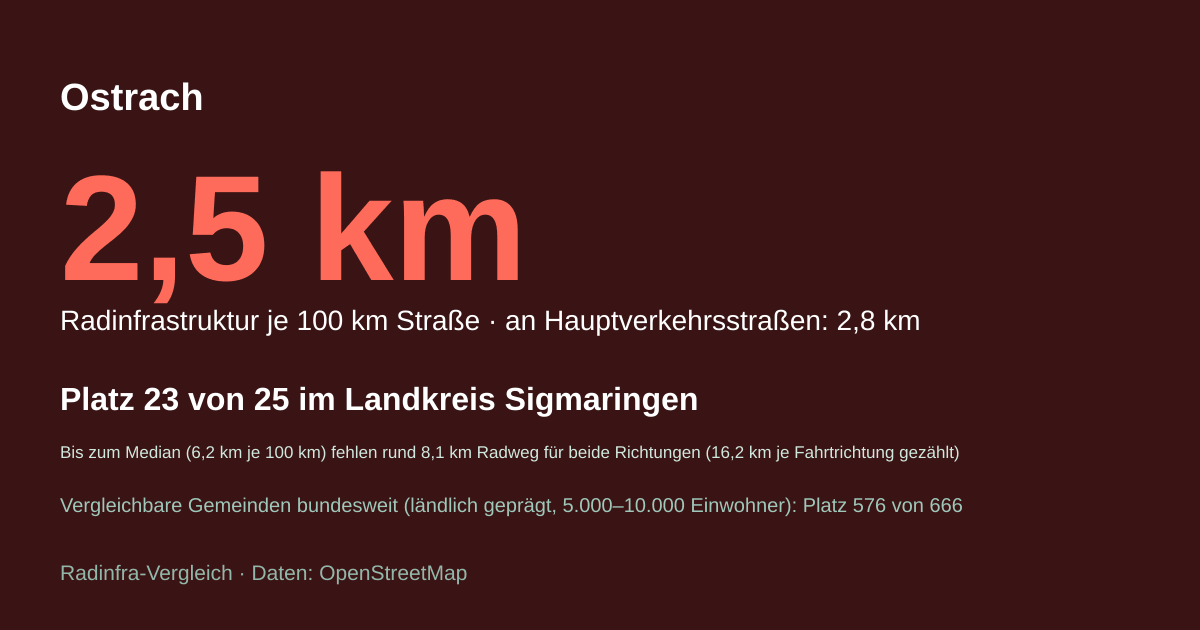 Ostrach
2,5 km
Radinfrastruktur je 100 km Straße · an Hauptverkehrsstraßen: 2,8 km
Platz 23 von 25 im Landkreis Sigmaringen
Bis zum Median (6,2 km je 100 km) fehlen rund 8,1 km Radweg für beide Richtungen (16,2 km je Fahrtrichtung gezählt)
Vergleichbare Gemeinden bundesweit (ländlich geprägt, 5.000–10.000 Einwohner): Platz 576 von 666
Radinfra-Vergleich · Daten: OpenStreetMap